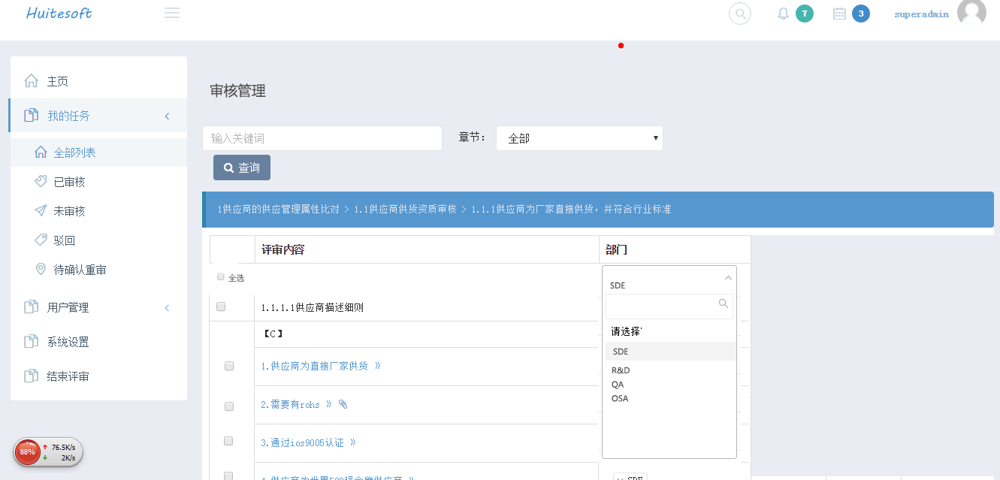 Huitesoft
7
3
superadmin
主页
我的任务
全部列表
已审核
未审核
驳回
待确认重审
用户管理
系统设置
结束评审
88%
76.5K/s
2K/s
审核管理
输入关键词
章节：
全部
查询
1供应商的供应管理属性比对 > 1.1供应商供货资质审核 > 1.1.1供应商为厂家直接供货，并符合行业标准
评审内容
部门
全选
1.1.1.1供应商描述细则
【C】
1.供应商为直接厂家供货 》
2.需要有rohs 》
3.通过ios9005认证 》
4.供应商为世界500强金牌供应商 》
SDE
请选择'
SDE
R&D
QA
OSA
SDE